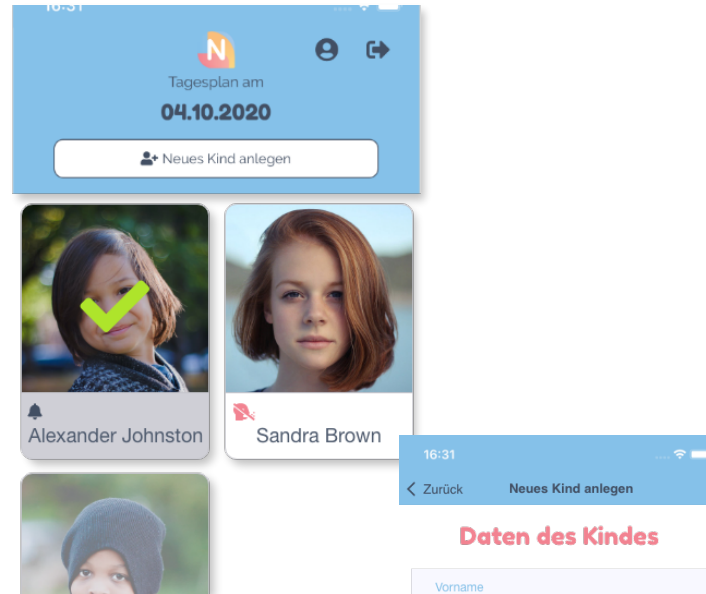 16:31
N
Tagesplan am
04.10.2020
Neues Kind anlegen
Alexander Johnston
Sandra Brown
16:31
Zurück
Neues Kind anlegen
Daten des Kindes
Vorname